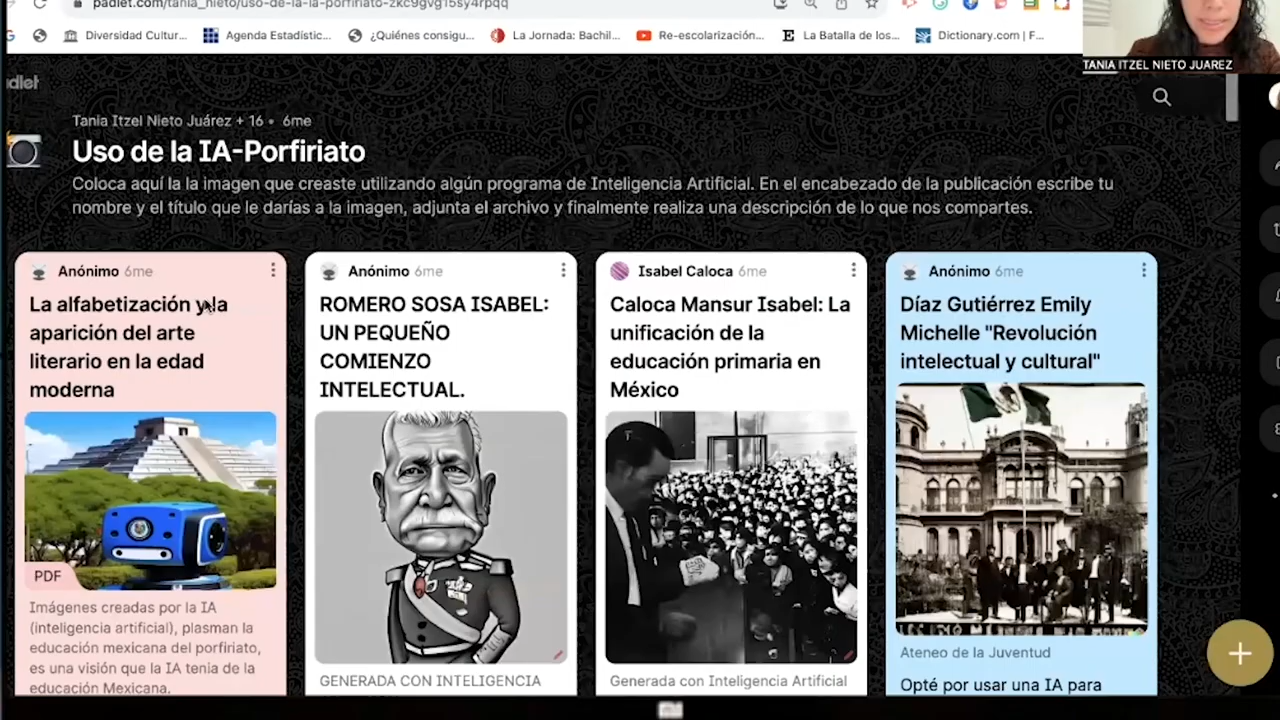 padlet.com/tania_nieto/uso-de-la-ia-porfiriato-zkc9gvg15sy4rpqq
Diversidad Cultur...
Agenda Estadístic...
¿Quiénes consigu...
La Jornada: Bachil...
Re-escolarización...
La Batalla de los...
Dictionary.com | F...
TANIA ITZEL NIETO JUAREZ
adlet
Tania Itzel Nieto Juárez + 16 • 6me
Uso de la IA-Porfiriato
Coloca aquí la la imagen que creaste utilizando algún programa de Inteligencia Artificial. En el encabezado de la publicación escribe tu
nombre y el título que le darías a la imagen, adjunta el archivo y finalmente realiza una descripción de lo que nos compartes.
Anónimo 6me
La alfabetización y la
aparición del arte
literario en la edad
moderna
PDF
Imágenes creadas por la IA
(inteligencia artificial), plasman la
educación mexicana del porfiriato,
es una visión que la IA tenia de la
educación Mexicana.
Anónimo 6me
ROMERO SOSA ISABEL:
UN PEQUEÑO
COMIENZO
INTELECTUAL.
GENERADA CON INTELIGENCIA
Isabel Caloca 6me
Caloca Mansur Isabel: La
unificación de la
educación primaria en
México
Generada con Inteligencia Artificial
Anónimo 6me
Díaz Gutiérrez Emily
Michelle "Revolución
intelectual y cultural"
Ateneo de la Juventud
Opté por usar una IA para